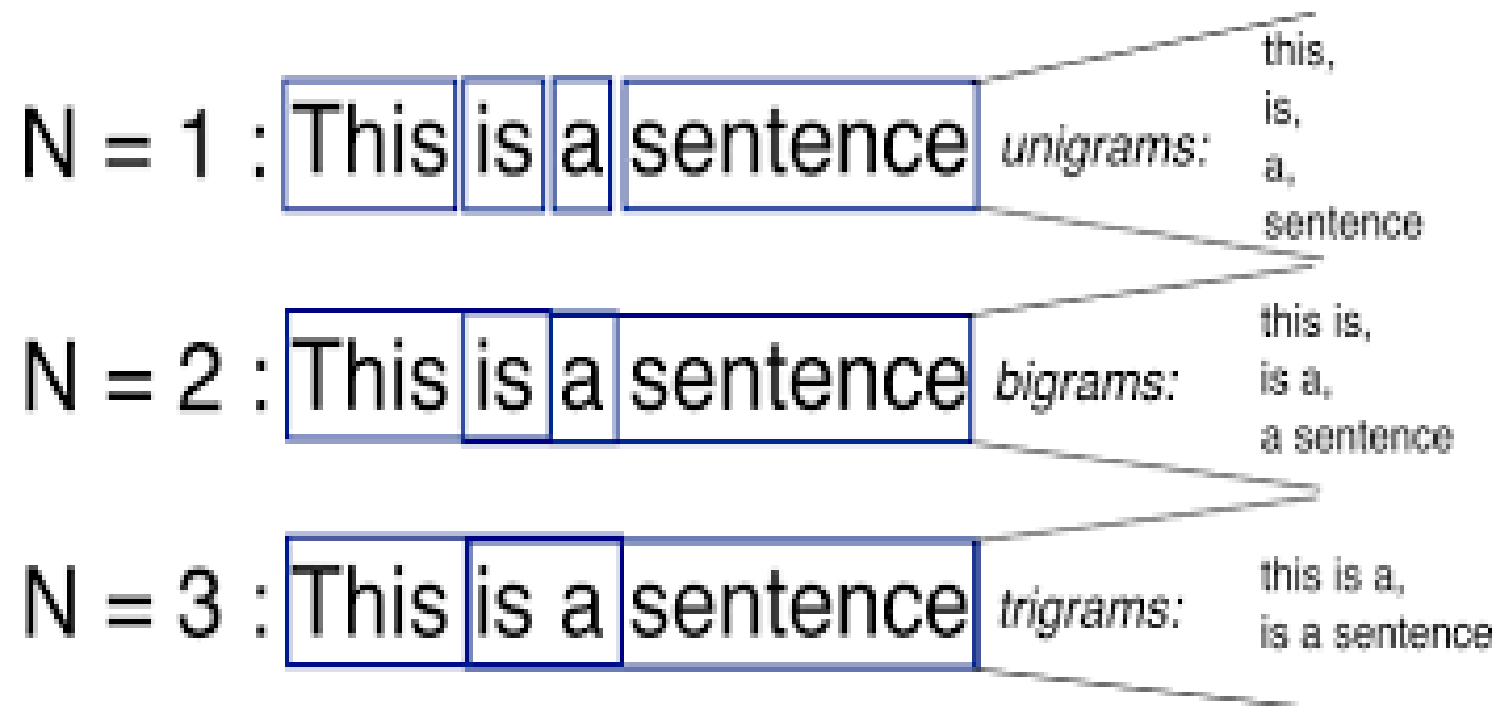 N = 1 : This is a sentence unigrams:
this,
is,
a,
sentence
N = 2 : This is a sentence bigrams:
this is,
is a,
a sentence
N = 3 : This is a sentence trigrams:
this is a,
is a sentence